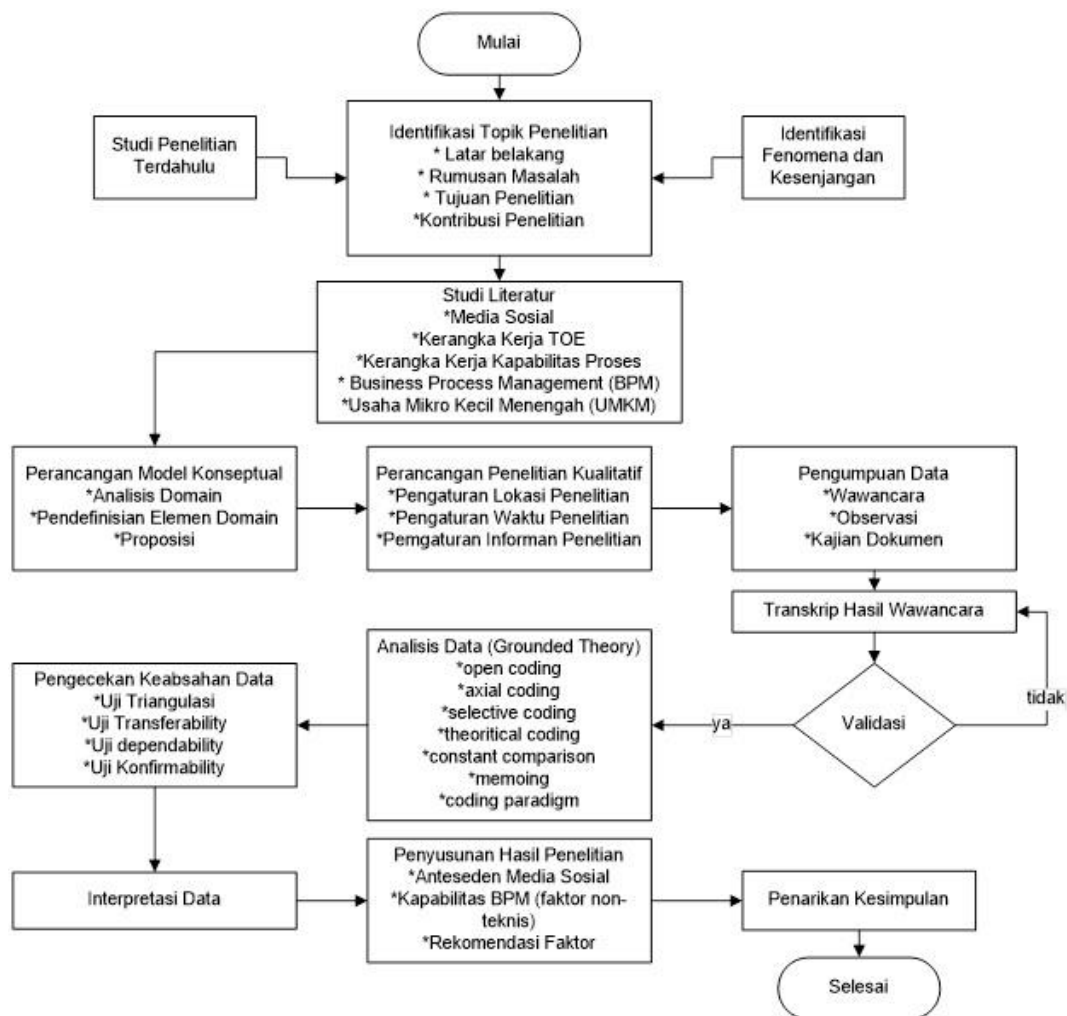 Mulai
Studi Penelitian
Terdahulu
Identifikasi Topik Penelitian
* Latar belakang
* Rumusan Masalah
* Tujuan Penelitian
*Kontribusi Penelitian
Identifikasi
Fenomena dan
Kesenjangan
Studi Literatur
*Media Sosial
*Kerangka Kerja TOE
*Kerangka Kerja Kapabilitas Proses
* Business Process Management (BPM)
*Usaha Mikro Kecil Menengah (UMKM)
Perancangan Model Konseptual
*Analisis Domain
*Pendefinisian Elemen Domain
*Proposisi
Perancangan Penelitian Kualitatif
*Pengaturan Lokasi Penelitian
*Pengaturan Waktu Penelitian
*Pemgaturan Informan Penelitian
Pengumpuan Data
*Wawancara
*Observasi
*Kajian Dokumen
Transkrip Hasil Wawancara
Validasi
tidak
ya
Analisis Data (Grounded Theory)
*open coding
*axial coding
*selective coding
*theoritical coding
*constant comparison
*memoing
*coding paradigm
Pengecekan Keabsahan Data
*Uji Triangulasi
*Uji Transferability
*Uji dependability
*Uji Konfirmability
Interpretasi Data
Penyusunan Hasil Penelitian
*Anteseden Media Sosial
*Kapabilitas BPM (faktor non-
teknis)
*Rekomendasi Faktor
Penarikan Kesimpulan
Selesai